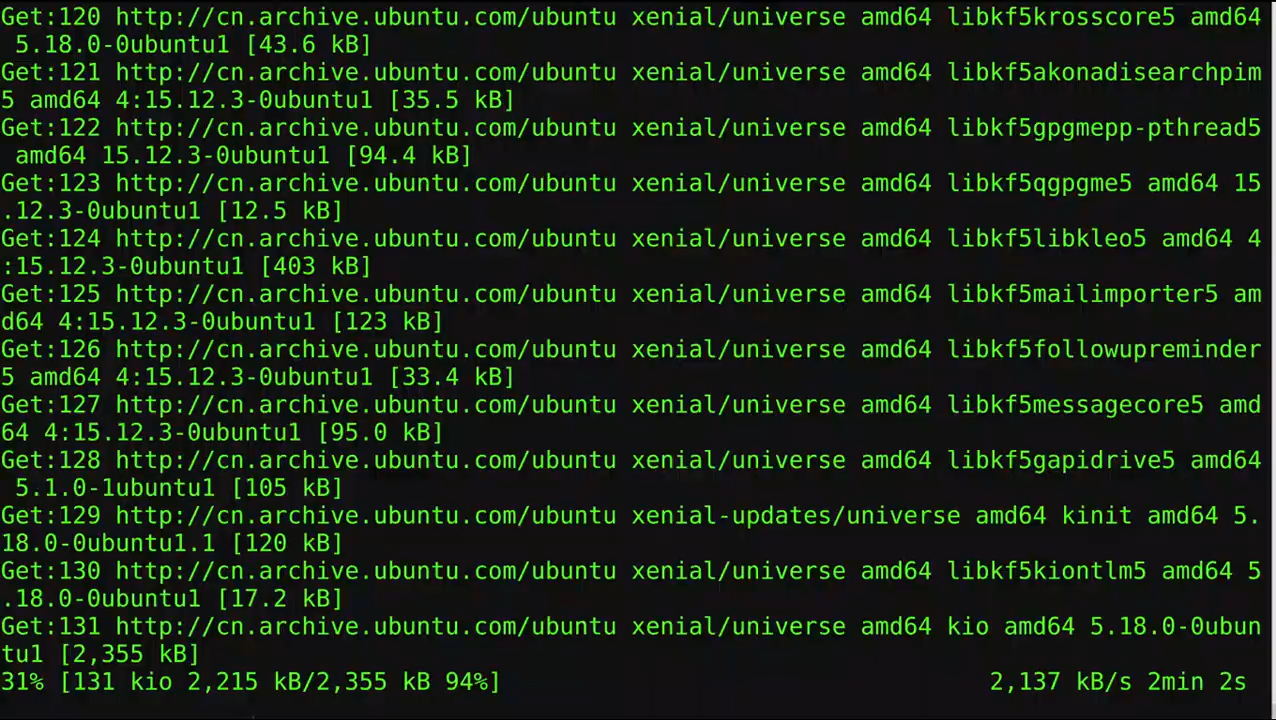 Get:120 http://cn.archive.ubuntu.com/ubuntu xenial/universe amd64 libkf5krosscore5 amd64
 5.18.0-0ubuntu1 [43.6 kB]
Get:121 http://cn.archive.ubuntu.com/ubuntu xenial/universe amd64 libkf5akonadisearchpim
5 amd64 4:15.12.3-0ubuntu1 [35.5 kB]
Get:122 http://cn.archive.ubuntu.com/ubuntu xenial/universe amd64 libkf5gpgmepp-pthread5
 amd64 15.12.3-0ubuntu1 [94.4 kB]
Get:123 http://cn.archive.ubuntu.com/ubuntu xenial/universe amd64 libkf5qgpgme5 amd64 15
.12.3-0ubuntu1 [12.5 kB]
Get:124 http://cn.archive.ubuntu.com/ubuntu xenial/universe amd64 libkf5libkleo5 amd64 4
:15.12.3-0ubuntu1 [403 kB]
Get:125 http://cn.archive.ubuntu.com/ubuntu xenial/universe amd64 libkf5mailimporter5 am
d64 4:15.12.3-0ubuntu1 [123 kB]
Get:126 http://cn.archive.ubuntu.com/ubuntu xenial/universe amd64 libkf5followupreminder
5 amd64 4:15.12.3-0ubuntu1 [33.4 kB]
Get:127 http://cn.archive.ubuntu.com/ubuntu xenial/universe amd64 libkf5messagecore5 amd
64 4:15.12.3-0ubuntu1 [95.0 kB]
Get:128 http://cn.archive.ubuntu.com/ubuntu xenial/universe amd64 libkf5gapidrive5 amd64
 5.1.0-1ubuntu1 [105 kB]
Get:129 http://cn.archive.ubuntu.com/ubuntu xenial-updates/universe amd64 kinit amd64 5.
18.0-0ubuntu1.1 [120 kB]
Get:130 http://cn.archive.ubuntu.com/ubuntu xenial/universe amd64 libkf5kiontlm5 amd64 5
.18.0-0ubuntu1 [17.2 kB]
Get:131 http://cn.archive.ubuntu.com/ubuntu xenial/universe amd64 kio amd64 5.18.0-0ubun
tu1 [2,355 kB]
31% [131 kio 2,215 kB/2,355 kB 94%] 2,137 kB/s 2min 2s